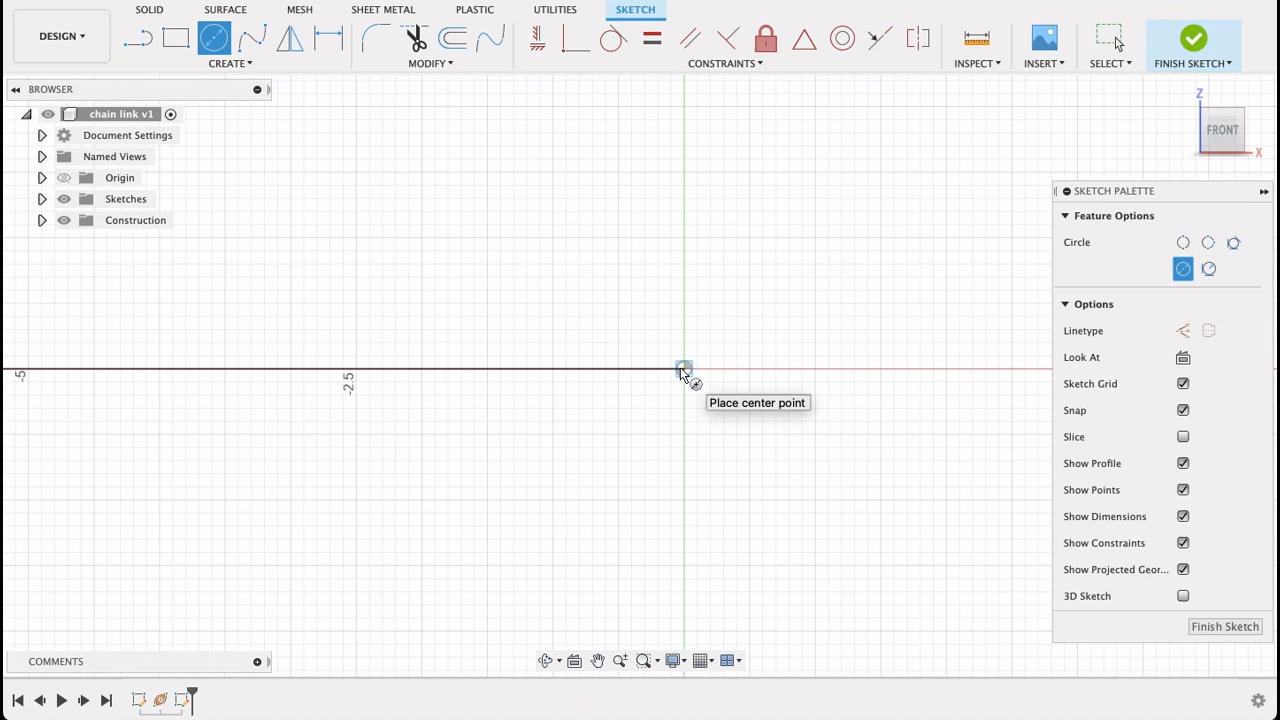 SOLID SURFACE MESH SHEET METAL PLASTIC UTILITIES SKETCH
DESIGN
CREATE MODIFY CONSTRAINTS INSPECT INSERT SELECT FINISH SKETCH
BROWSER
chain link v1
Document Settings
Named Views
Origin
Sketches
Construction
Z
FRONT
X
-5
-2.5
Place center point
SKETCH PALETTE
Feature Options
Circle
Options
Linetype
Look At
Sketch Grid
Snap
Slice
Show Profile
Show Points
Show Dimensions
Show Constraints
Show Projected Geor...
3D Sketch
Finish Sketch
COMMENTS